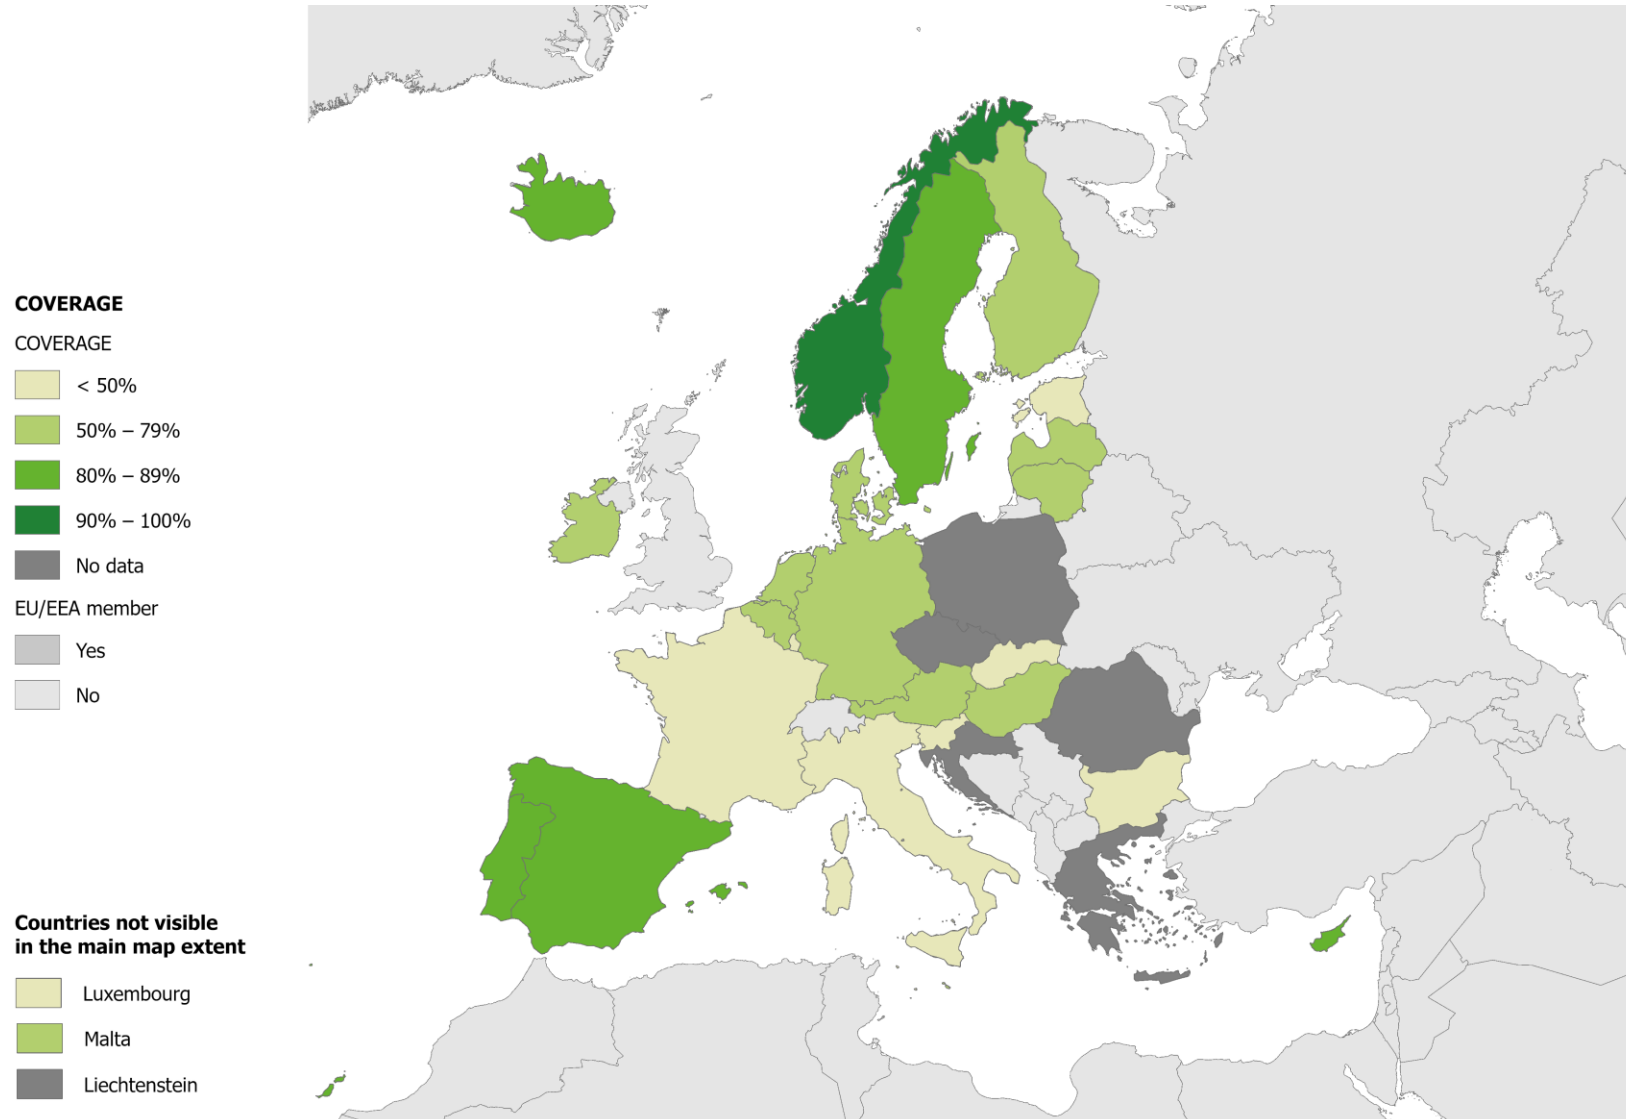 COVERAGE
COVERAGE
< 50%
50% – 79%
80% – 89%
90% – 100%
No data
EU/EEA member
Yes
No
Countries not visible
in the main map extent
Luxembourg
Malta
Liechtenstein